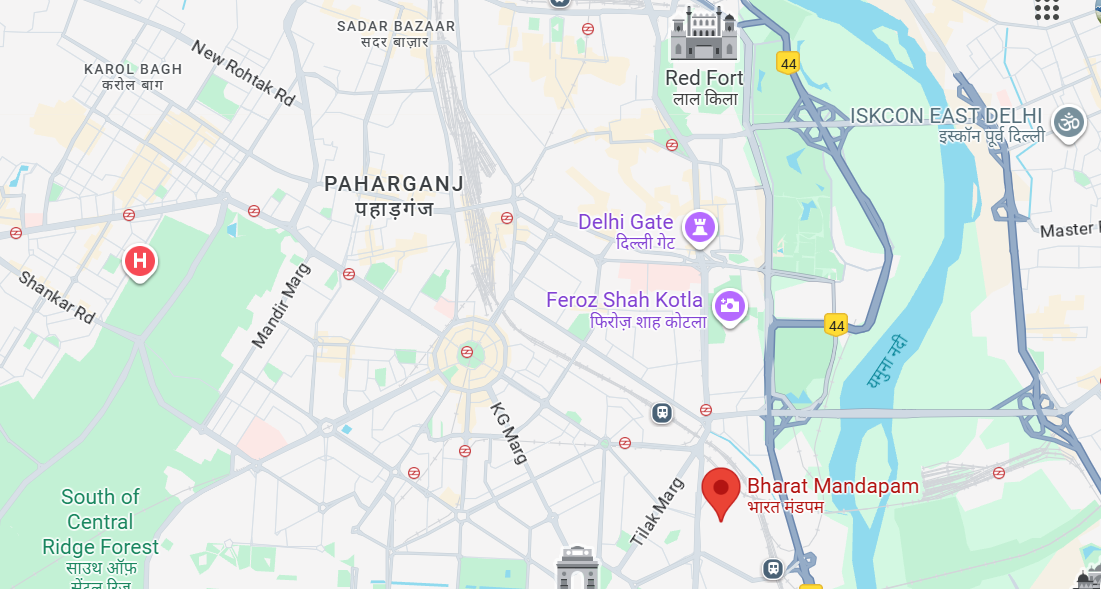 SADAR BAZAAR
सदर बाज़ार
KAROL BAGH
करोल बाग
New Rohtak Rd
Red Fort
लाल किला
44
ISKCON EAST DELHI
इस्कॉन पूर्व दिल्ली
PAHARGANJ
पहाड़गंज
Delhi Gate
दिल्ली गेट
Master
H
Shankar Rd
Mandir Marg
Feroz Shah Kotla
फिरोज़ शाह कोटला
44
यमुना नदी
KG Marg
Tilak Marg
Bharat Mandapam
भारत मंडपम
South of
Central
Ridge Forest
साउथ ऑफ़
सेंट्रल रिज